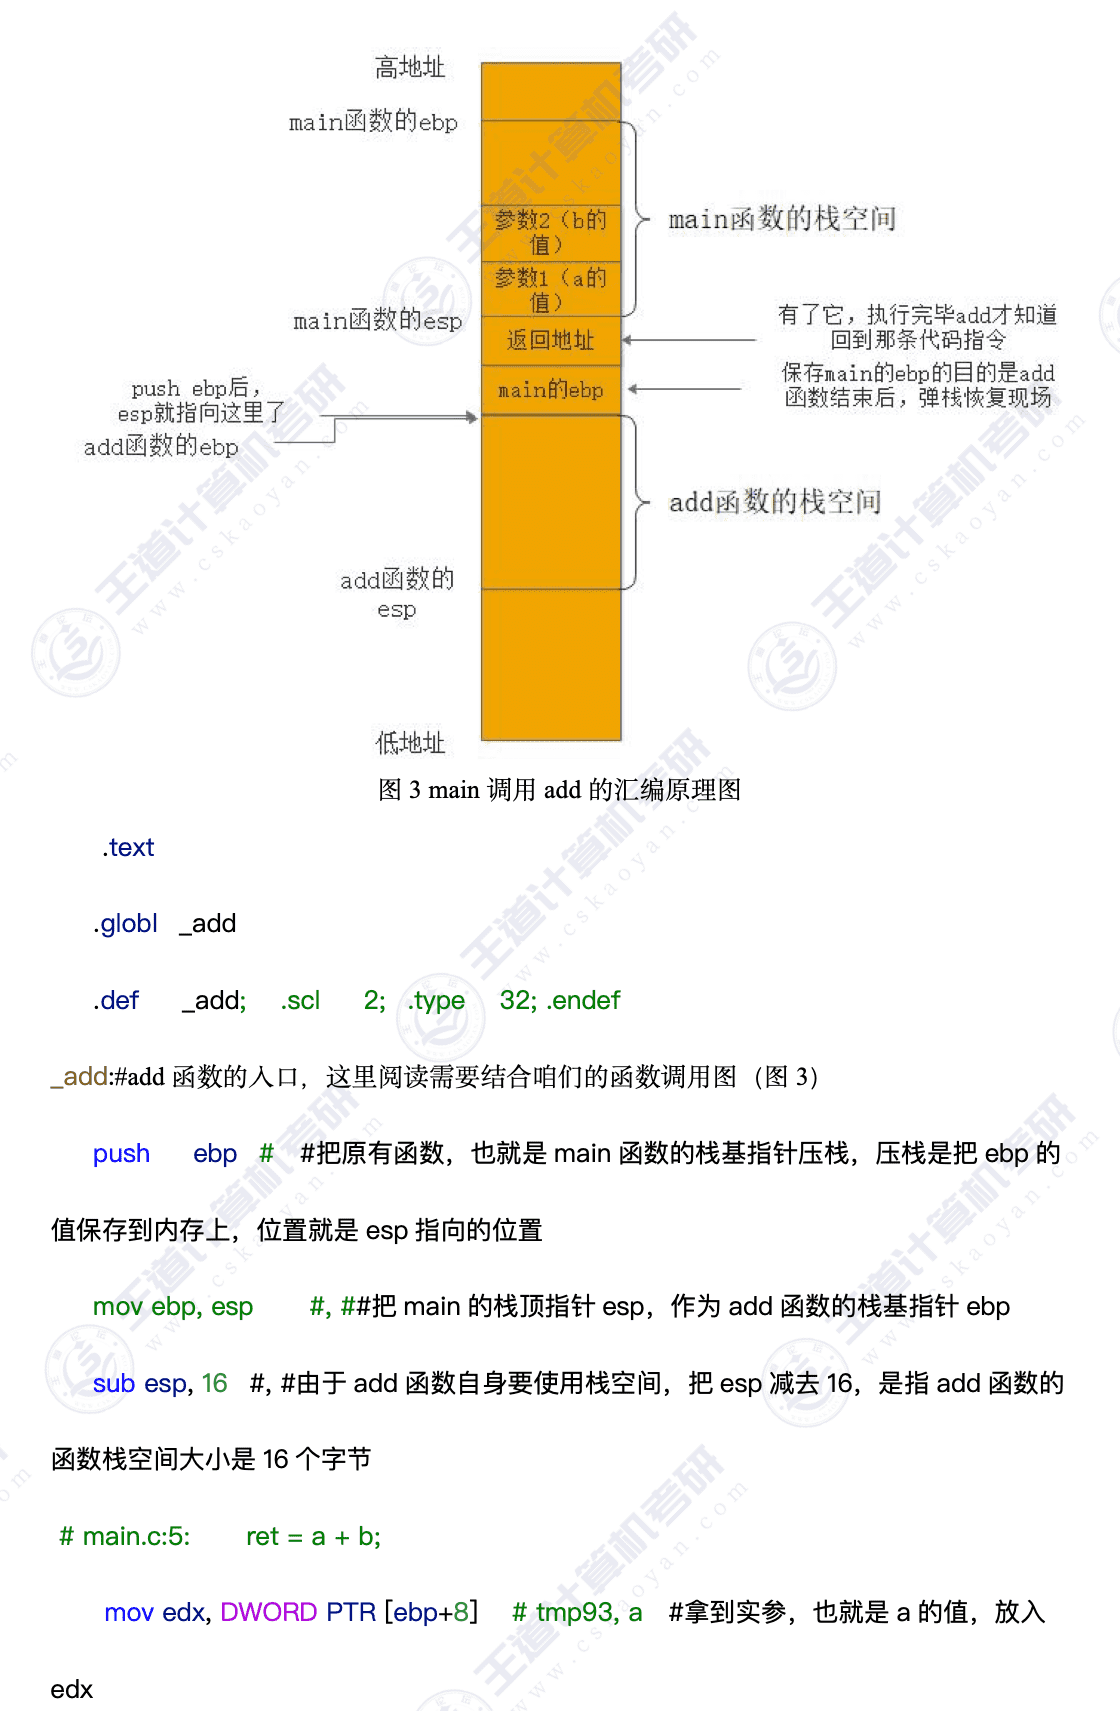 高地址
main函数的ebp
参数2（b的
值）
main函数的栈空间
参数1（a的
值）
main函数的esp
有了它，执行完毕add才知道
回到那条代码指令
返回地址
保存main的ebp的目的是add
函数结束后，弹栈恢复现场
main的ebp
push ebp后，
esp就指向这里了
add函数的ebp
add函数的栈空间
add函数的
esp
低地址
图 3 main 调用 add 的汇编原理图
.text
.globl _add
.def _add; .scl 2; .type 32; .endef
_add:#add 函数的入口，这里阅读需要结合咱们的函数调用图（图 3）
push ebp # #把原有函数，也就是 main 函数的栈基指针压栈，压栈是把 ebp 的
值保存到内存上，位置就是 esp 指向的位置
mov ebp, esp #, ##把 main 的栈顶指针 esp，作为 add 函数的栈基指针 ebp
sub esp, 16 #, #由于 add 函数自身要使用栈空间，把 esp 减去 16，是指 add 函数的
函数栈空间大小是 16 个字节
# main.c:5: ret = a + b;
mov edx, DWORD PTR [ebp+8] # tmp93, a #拿到实参，也就是 a 的值，放入
edx
王道计算机考研
www.cskaoyan.com